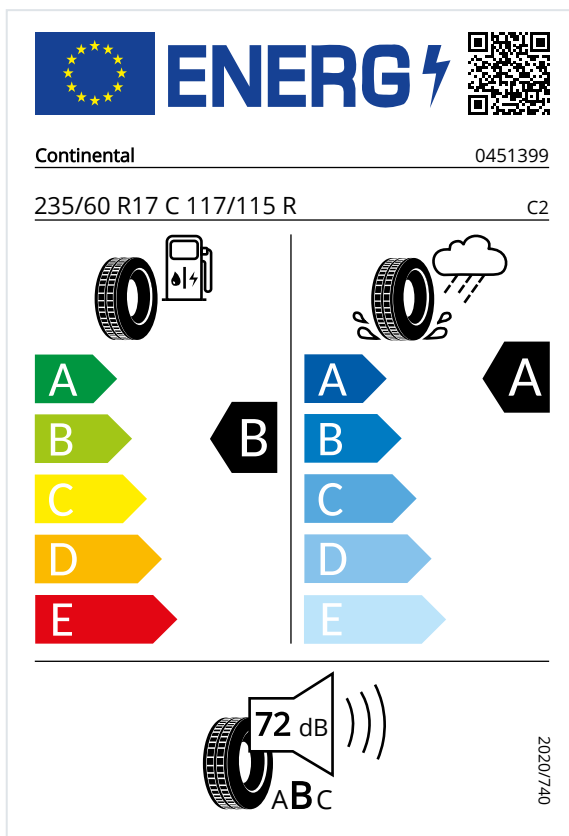 ENERG
Continental 0451399
235/60 R17 C 117/115 R C2
A A A
B B B
C C
D D
E E
72 dB
ABC
2020/740